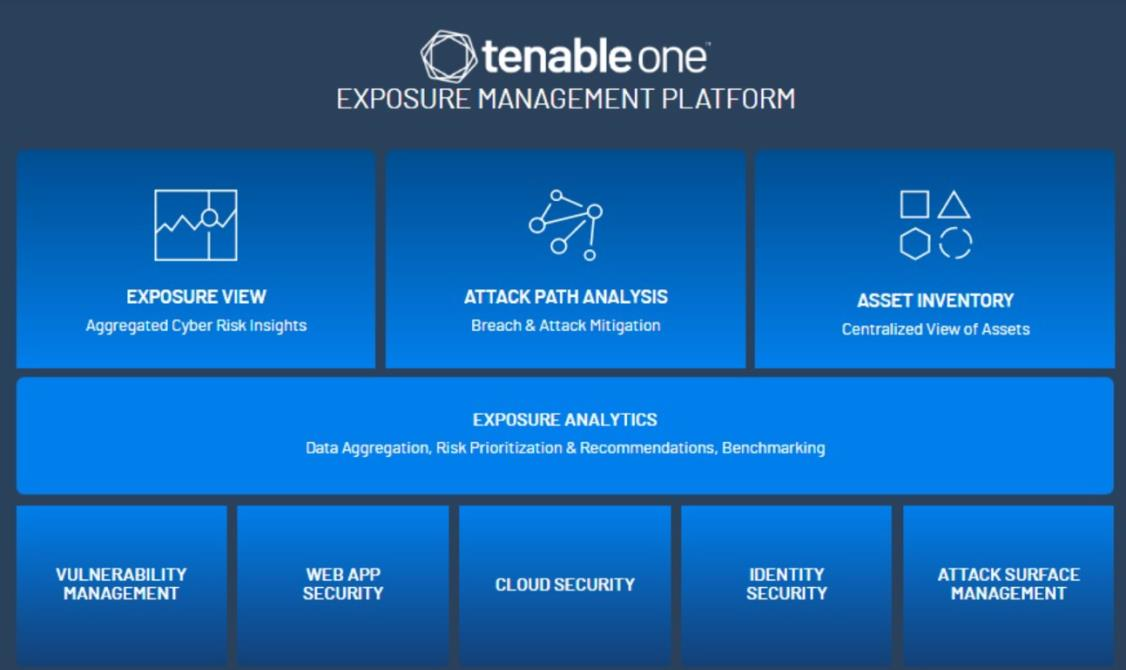 tenable one™
EXPOSURE MANAGEMENT PLATFORM
EXPOSURE VIEW
Aggregated Cyber Risk Insights
ATTACK PATH ANALYSIS
Breach & Attack Mitigation
ASSET INVENTORY
Centralized View of Assets
EXPOSURE ANALYTICS
Data Aggregation, Risk Prioritization & Recommendations, Benchmarking
VULNERABILITY
MANAGEMENT
WEB APP
SECURITY
CLOUD SECURITY
IDENTITY
SECURITY
ATTACK SURFACE
MANAGEMENT